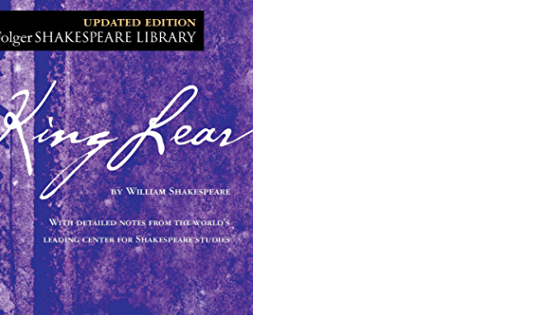 UPDATED EDITION
Folger SHAKESPEARE LIBRARY
King Lear
BY WILLIAM SHAKESPEARE
WITH DETAILED NOTES FROM THE WORLD'S
LEADING CENTER FOR SHAKESPEARE STUDIES